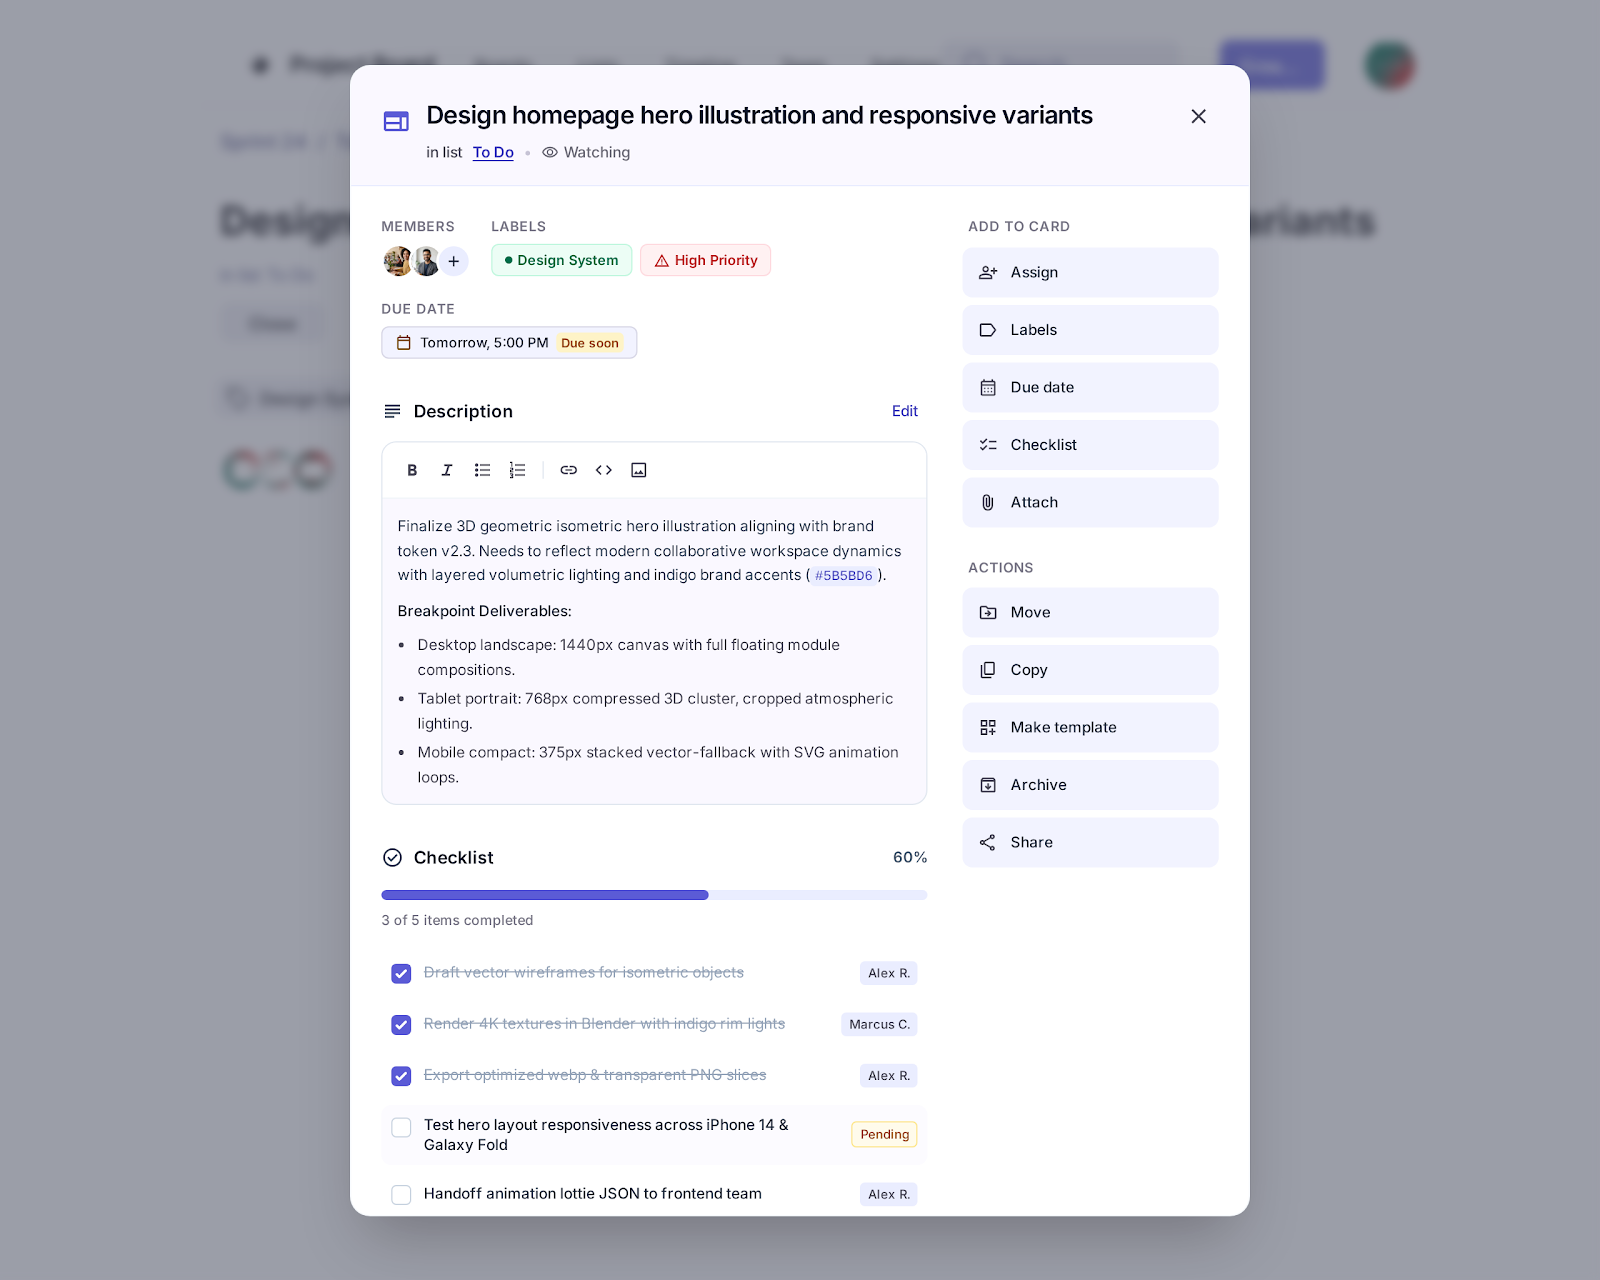 Design homepage hero illustration and responsive variants
in list To Do • Watching
MEMBERS
LABELS
Design System
High Priority
DUE DATE
Tomorrow, 5:00 PM Due soon
Description
Edit
B I
Finalize 3D geometric isometric hero illustration aligning with brand
token v2.3. Needs to reflect modern collaborative workspace dynamics
with layered volumetric lighting and indigo brand accents ( #5B5BD6 ).
Breakpoint Deliverables:
• Desktop landscape: 1440px canvas with full floating module
compositions.
• Tablet portrait: 768px compressed 3D cluster, cropped atmospheric
lighting.
• Mobile compact: 375px stacked vector-fallback with SVG animation
loops.
Checklist
60%
3 of 5 items completed
Draft vector wireframes for isometric objects
Alex R.
Render 4K textures in Blender with indigo rim lights
Marcus C.
Export optimized webp & transparent PNG slices
Alex R.
Test hero layout responsiveness across iPhone 14 &
Galaxy Fold
Pending
Handoff animation lottie JSON to frontend team
Alex R.
ADD TO CARD
Assign
Labels
Due date
Checklist
Attach
ACTIONS
Move
Copy
Make template
Archive
Share